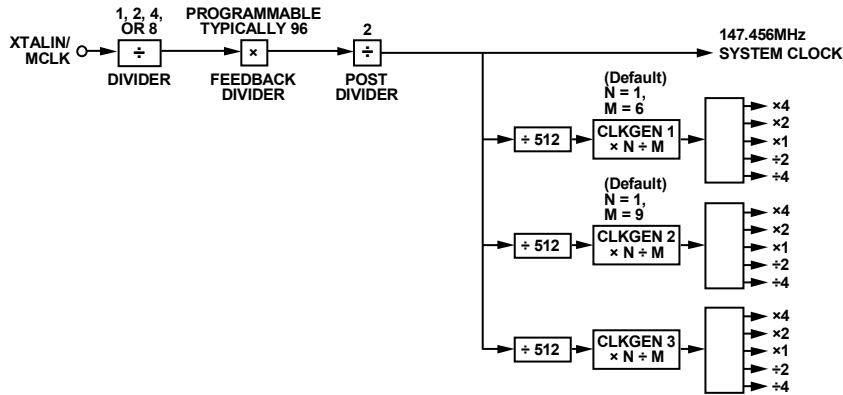 1, 2, 4,
OR 8
PROGRAMMABLE
TYPICALLY 96
2
XTALIN/
MCLK
÷
×
÷
147.456MHz
SYSTEM CLOCK
DIVIDER
FEEDBACK
DIVIDER
POST
DIVIDER
(Default)
N = 1,
M = 6
÷ 512
CLKGEN 1
× N ÷ M
×4
×2
×1
÷2
÷4
(Default)
N = 1,
M = 9
÷ 512
CLKGEN 2
× N ÷ M
×4
×2
×1
÷2
÷4
÷ 512
CLKGEN 3
× N ÷ M
×4
×2
×1
÷2
÷4